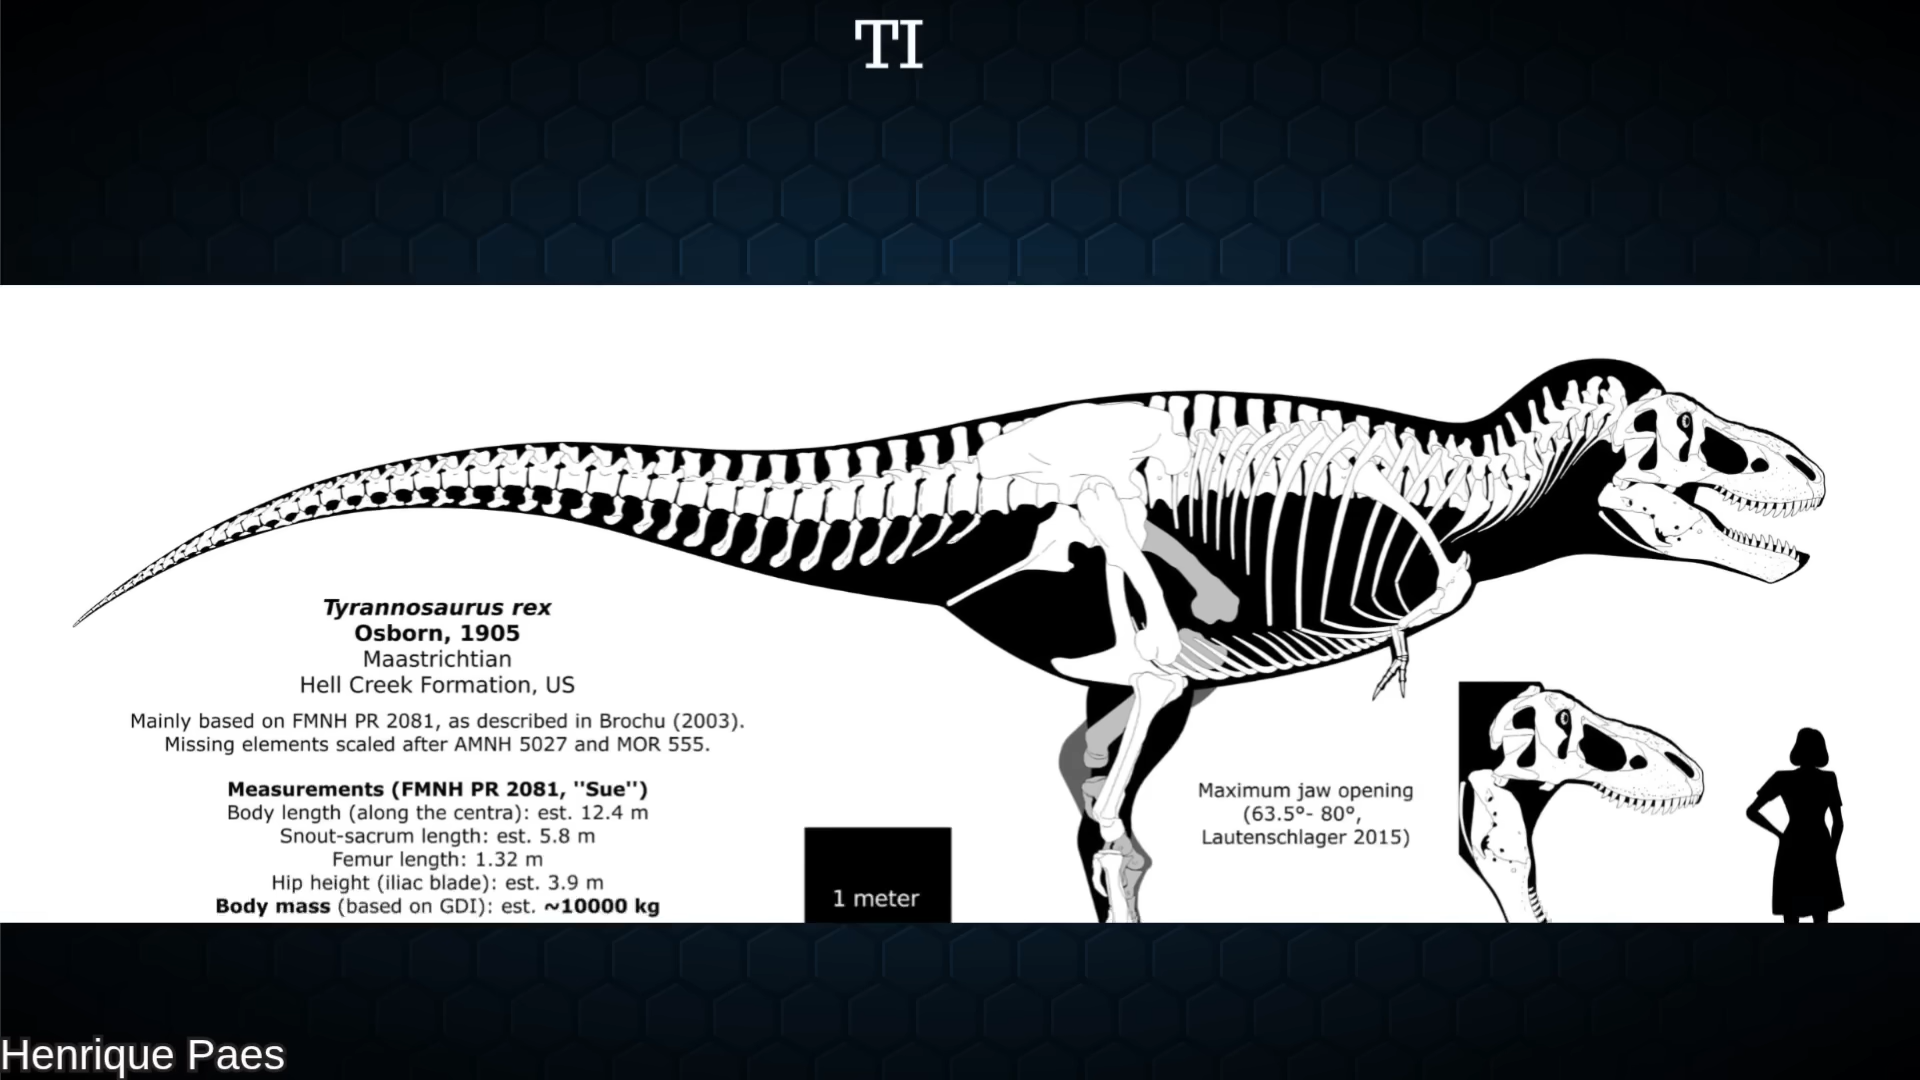 TI
Tyrannosaurus rex
Osborn, 1905
Maastrichtian
Hell Creek Formation, US
Mainly based on FMNH PR 2081, as described in Brochu (2003).
Missing elements scaled after AMNH 5027 and MOR 555.
Measurements (FMNH PR 2081, "Sue")
Body length (along the centra): est. 12.4 m
Snout-sacrum length: est. 5.8 m
Femur length: 1.32 m
Hip height (iliac blade): est. 3.9 m
Body mass (based on GDI): est. ~10000 kg
1 meter
Maximum jaw opening
(63.5°- 80°,
Lautenschlager 2015)
Henrique Paes